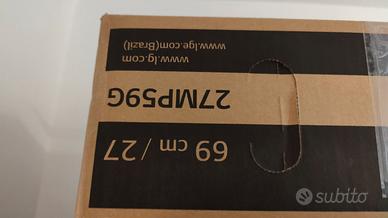 69 cm / 27
27MP59G
www.lg.com
www.lge.com(Brazil)
subito